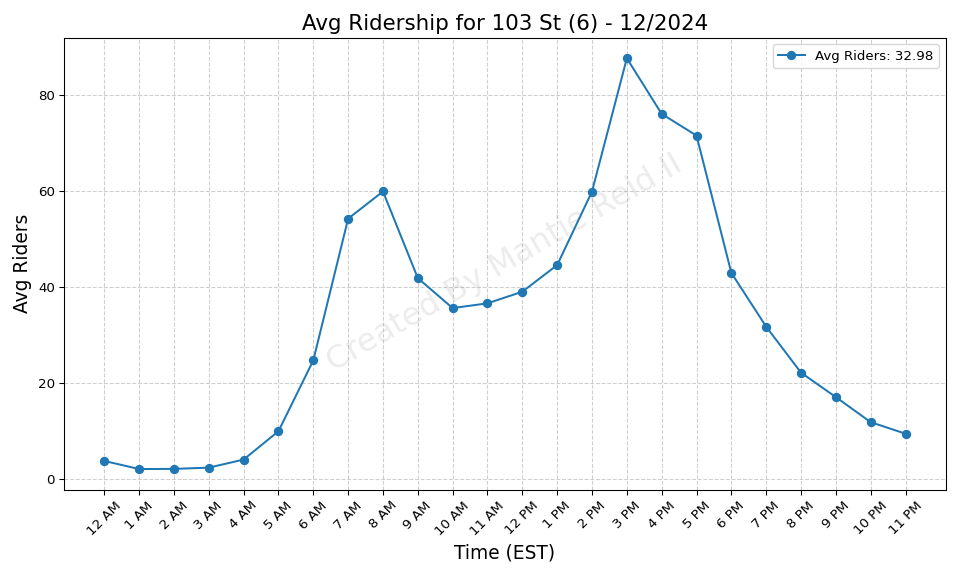 Avg Ridership for 103 St (6) - 12/2024
Avg Riders: 32.98
Avg Riders
80
60
40
20
0
Created By Mantie Reid II
12 AM
1 AM
2 AM
3 AM
4 AM
5 AM
6 AM
7 AM
8 AM
9 AM
10 AM
11 AM
12 PM
1 PM
2 PM
3 PM
4 PM
5 PM
6 PM
7 PM
8 PM
9 PM
10 PM
11 PM
Time (EST)